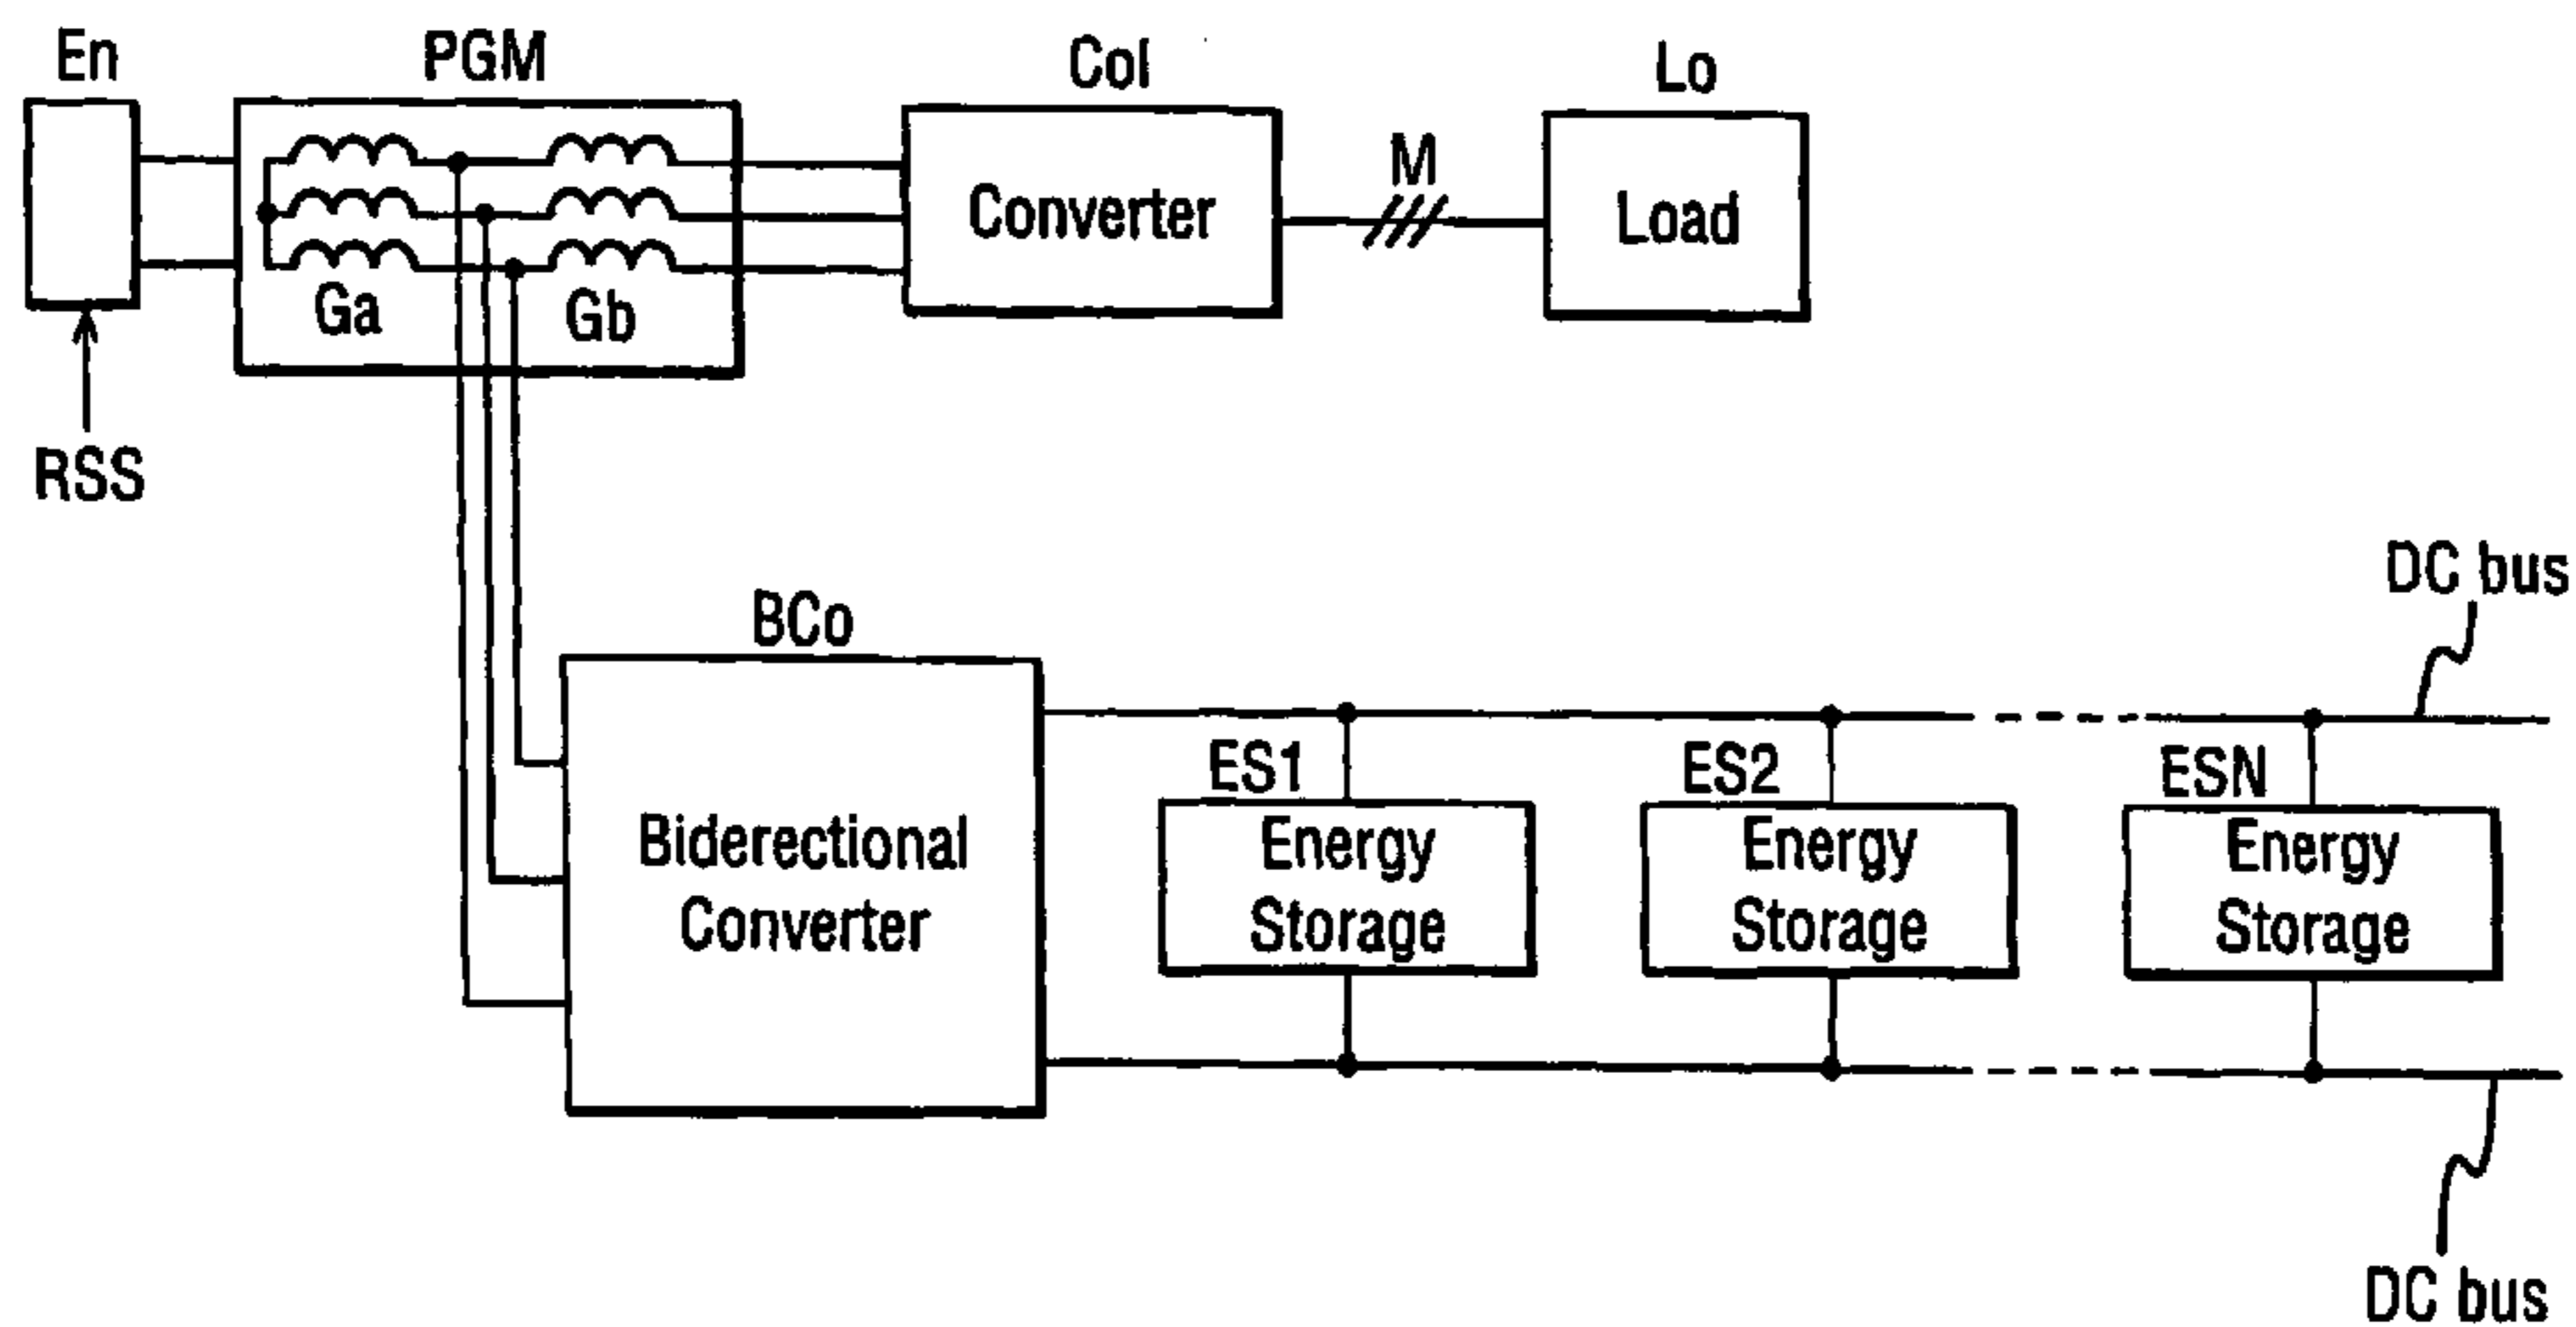 En
PGM
Col
Lo
M
Converter
Load
Ga
Gb
RSS
DC bus
BCo
ES1
ES2
ESN
Biderectional
Converter
Energy
Storage
Energy
Storage
Energy
Storage
DC bus